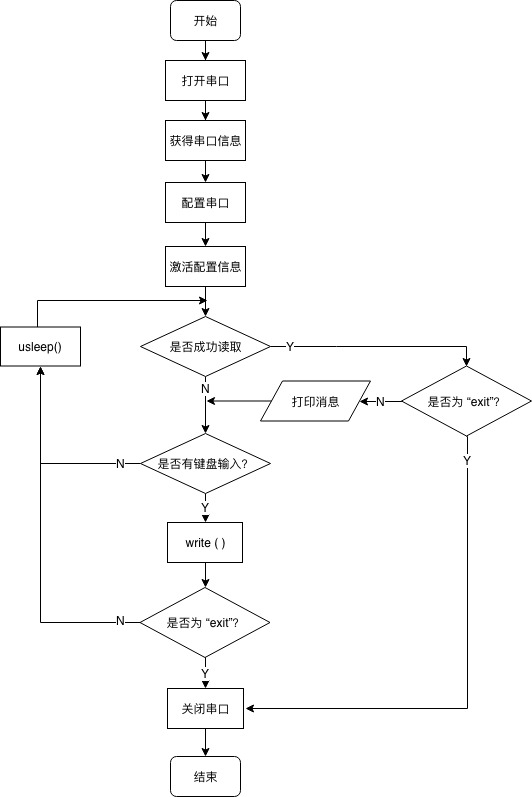 开始
打开串口
获得串口信息
配置串口
激活配置信息
usleep()
是否成功读取
Y
N
打印消息
N
是否为 “exit”?
Y
是否有键盘输入?
N
Y
write ( )
是否为 “exit”?
N
Y
关闭串口
结束